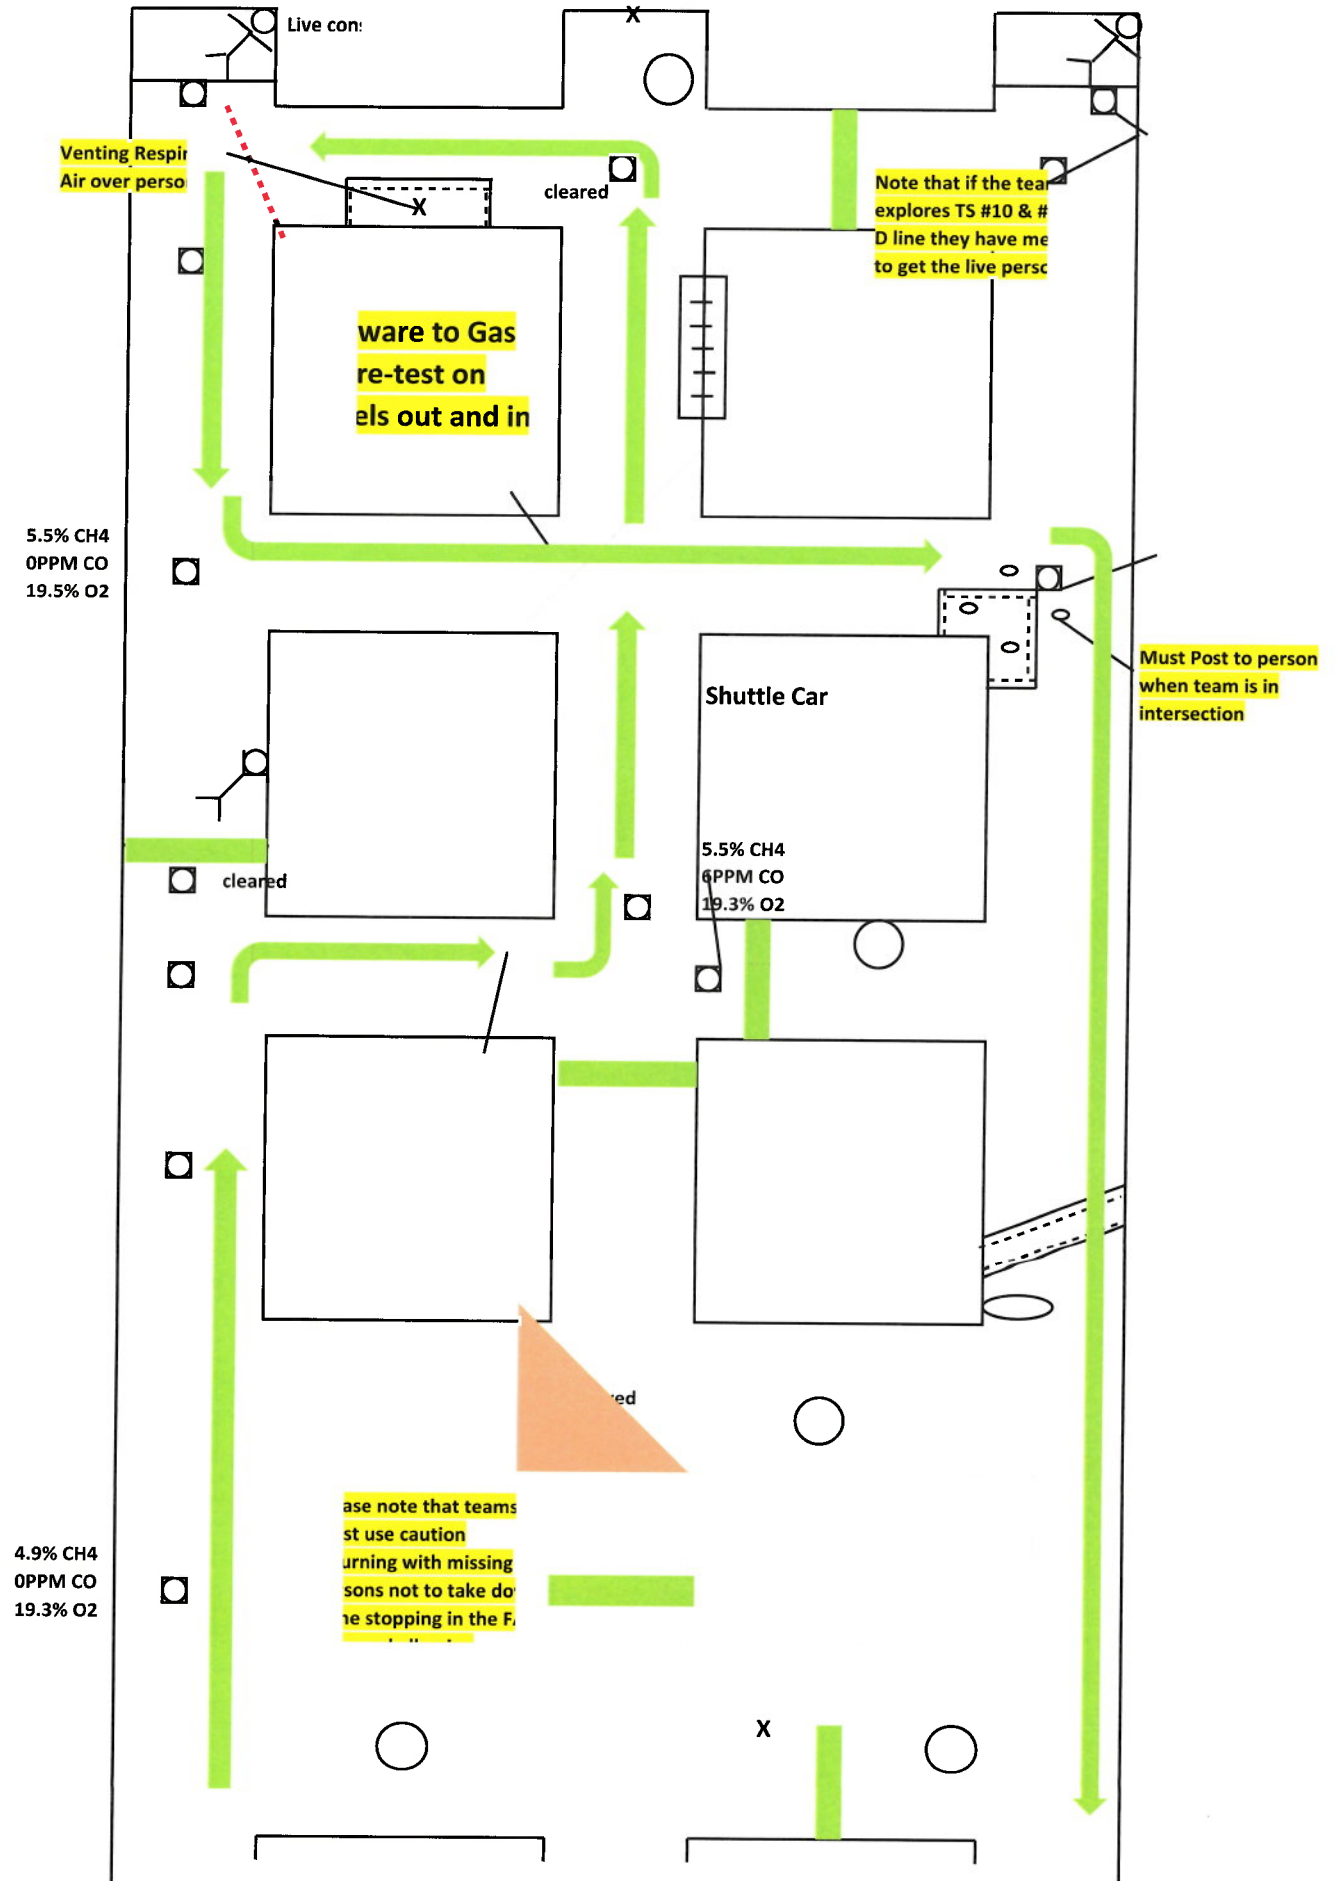 X
Live con
Venting Respir
Air over perso
X
cleared
Note that if the tear
explores TS #10 & #
D line they have me
to get the live perso
ware to Gas
re-test on
els out and in
5.5% CH4
0PPM CO
19.5% O2
Must Post to person
when team is in
intersection
Shuttle Car
5.5% CH4
6PPM CO
19.3% O2
cleared
ed
ase note that teams
st use caution
urning with missing
sons not to take do
ne stopping in the F
4.9% CH4
0PPM CO
19.3% O2
X